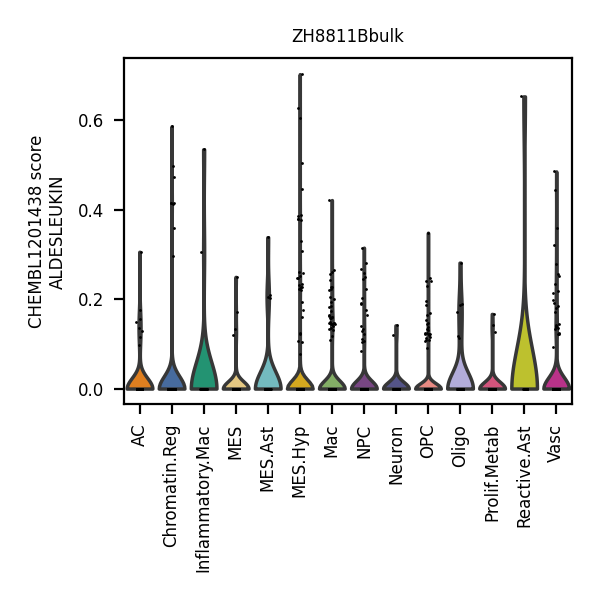 ZH8811Bbulk
CHEMBL1201438 score
ALDESLEUKIN
0.6
0.4
0.2
0.0
AC
Chromatin.Reg
Inflammatory.Mac
MES
MES.Ast
MES.Hyp
Mac
NPC
Neuron
OPC
Oligo
Prolif.Metab
Reactive.Ast
Vasc